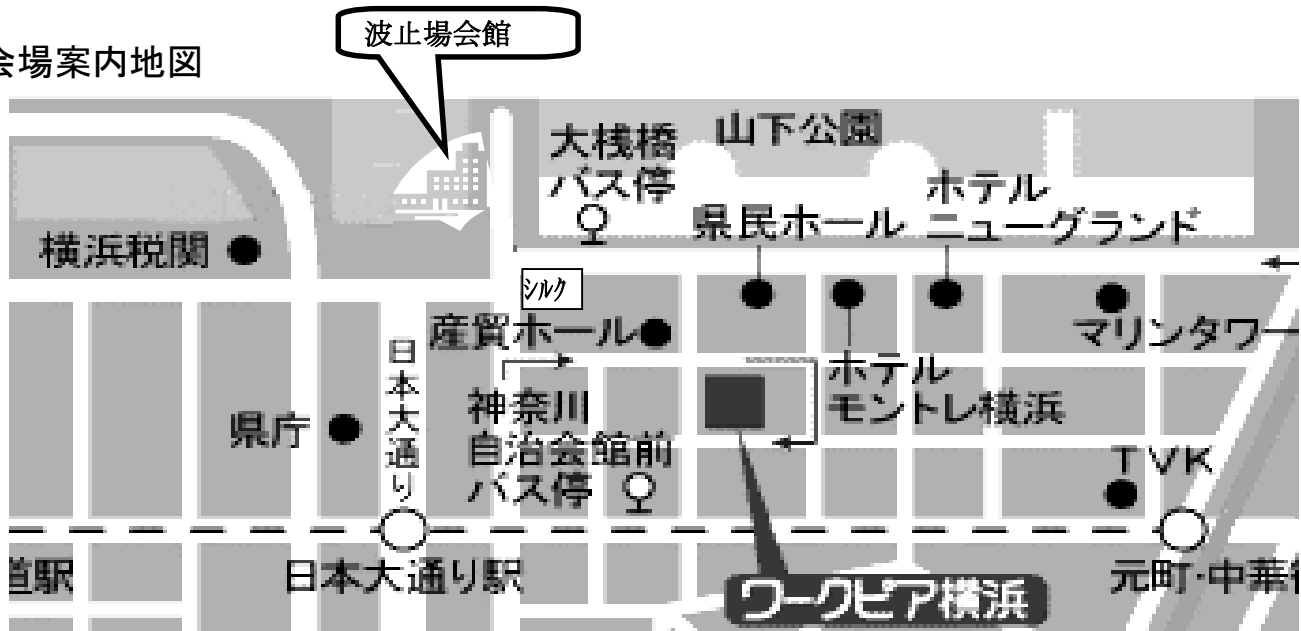 波止場会館
会場案内地図
大桟橋
バス停
山下公園
ホテル
ニューグランド
県民ホール
横浜税関
シルク
産貿ホール
マリンタワー
日本大通り
ホテル
モントレ横浜
神奈川
自治会館前
バス停
県庁
TVK
道駅
日本大通り駅
元町・中華街
ワークピア横浜